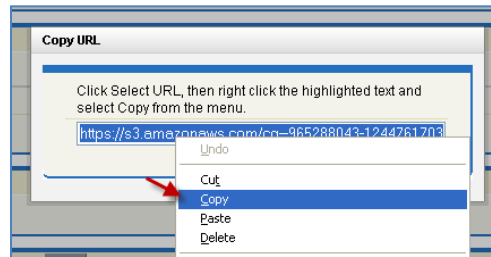 Copy URL
Click Select URL, then right click the highlighted text and
select Copy from the menu.
https://s3.amazonaws.com/cg--965288043-1244761703
Undo
Cut
Copy
Paste
Delete